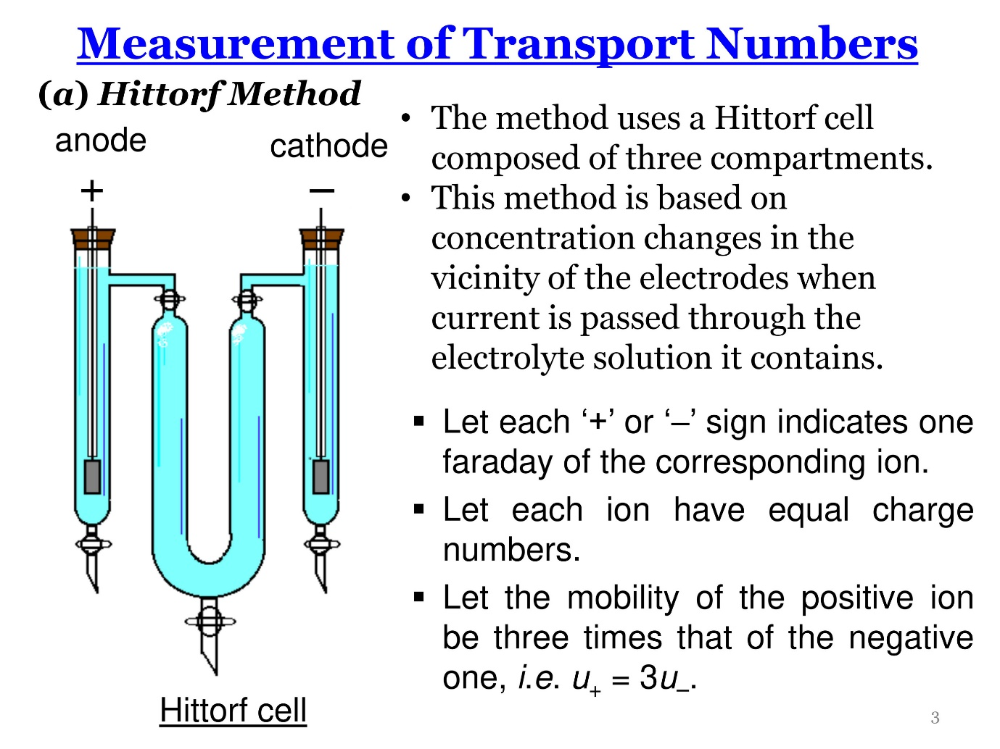 Measurement of Transport Numbers
(a) Hittorf Method
anode
cathode
+
–
Hittorf cell
• The method uses a Hittorf cell
composed of three compartments.
• This method is based on
concentration changes in the
vicinity of the electrodes when
current is passed through the
electrolyte solution it contains.
▪ Let each ‘+’ or ‘–’ sign indicates one
faraday of the corresponding ion.
▪ Let each ion have equal charge
numbers.
▪ Let the mobility of the positive ion
be three times that of the negative
one, i.e. u₊ = 3u₋.
3